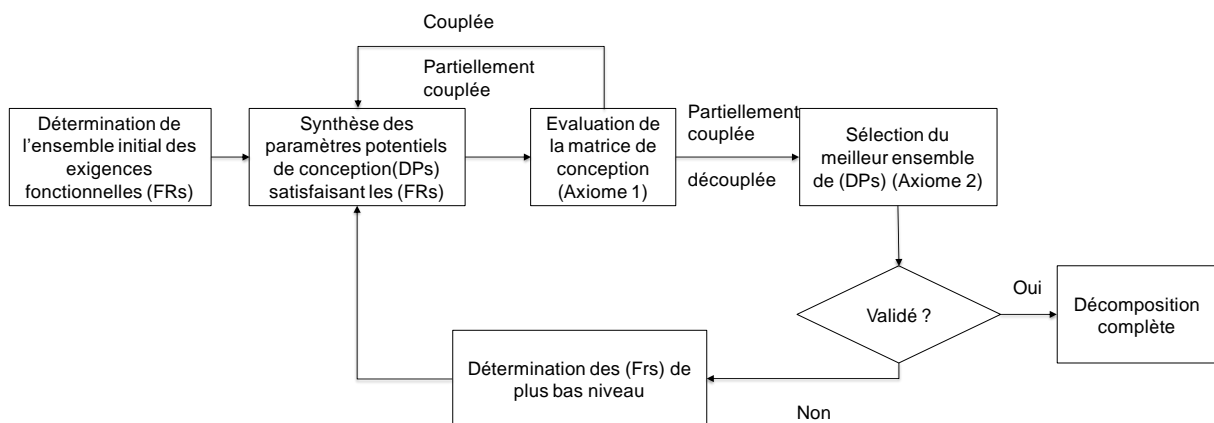 Couplée
Partiellement
couplée
Détermination de
l'ensemble initial des
exigences
fonctionnelles (FRs)
Synthèse des
paramètres potentiels
de conception(DPs)
satisfaisant les (FRs)
Evaluation de
la matrice de
conception
(Axiome 1)
Partiellement
couplée
découplée
Sélection du
meilleur ensemble
de (DPs) (Axiome 2)
Validé ?
Oui
Décomposition
complète
Détermination des (Frs) de
plus bas niveau
Non